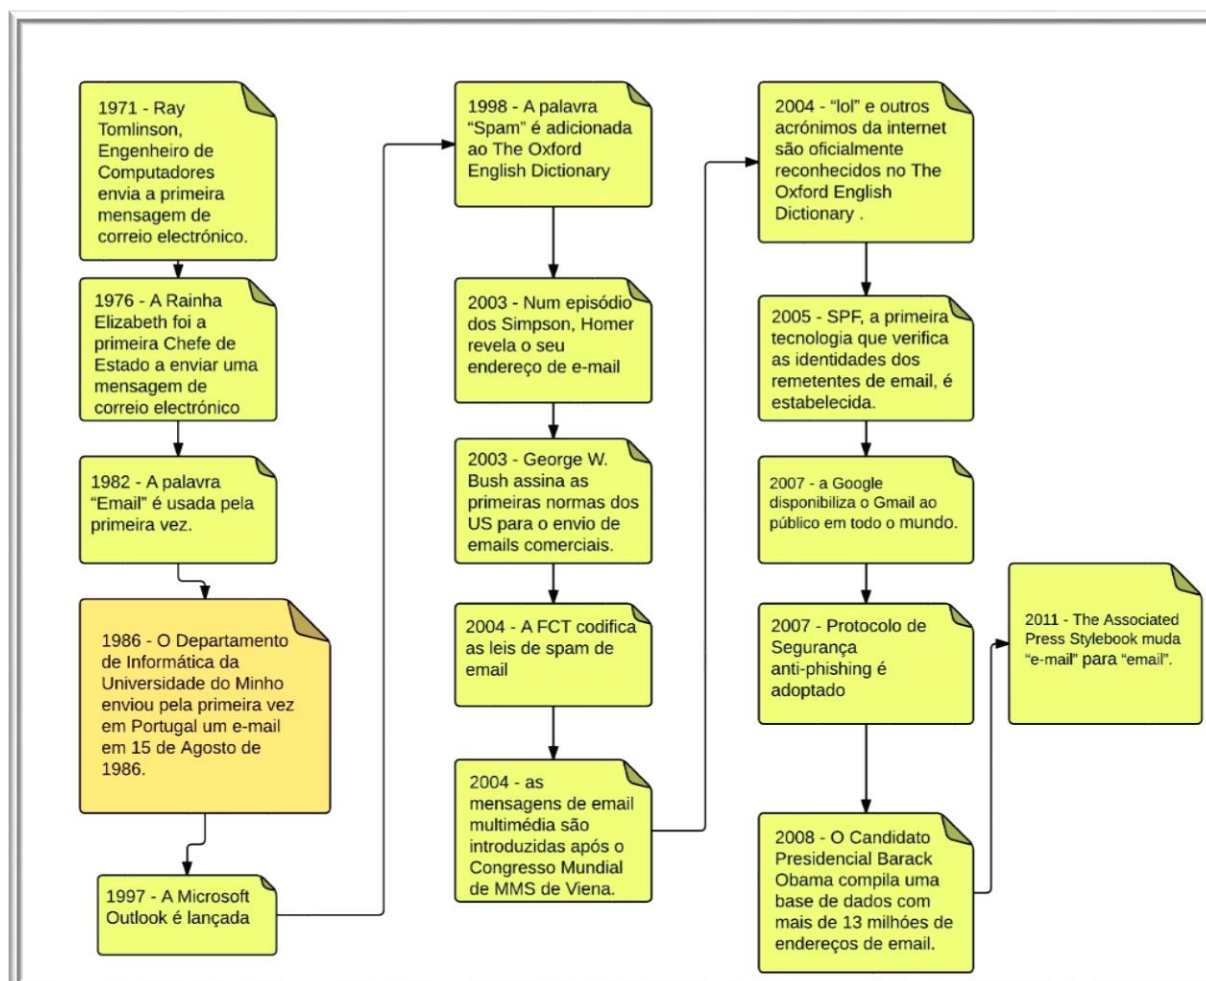 1971 - Ray
Tomlinson,
Engenheiro de
Computadores
envia a primeira
mensagem de
correio electrónico.
1976 - A Rainha
Elizabeth foi a
primeira Chefe de
Estado a enviar uma
mensagem de
correio electrónico
1982 - A palavra
“Email” é usada pela
primeira vez.
1986 - O Departamento
de Informática da
Universidade do Minho
enviou pela primeira vez
em Portugal um e-mail
em 15 de Agosto de
1986.
1997 - A Microsoft
Outlook é lançada
1998 - A palavra
“Spam” é adicionada
ao The Oxford
English Dictionary
2003 - Num episódio
dos Simpson, Homer
revela o seu
endereço de e-mail
2003 - George W.
Bush assina as
primeiras normas dos
US para o envio de
emails comerciais.
2004 - A FCT codifica
as leis de spam de
email
2004 - as
mensagens de email
multimédia são
introduzidas após o
Congresso Mundial
de MMS de Viena.
2004 - “lol” e outros
acrónimos da internet
são oficialmente
reconhecidos no The
Oxford English
Dictionary .
2005 - SPF, a primeira
tecnologia que verifica
as identidades dos
remetentes de email, é
estabelecida.
2007 - a Google
disponibiliza o Gmail ao
público em todo o mundo.
2007 - Protocolo de
Segurança
anti-phishing é
adoptado
2008 - O Candidato
Presidencial Barack
Obama compila uma
base de dados com
mais de 13 milhóes de
endereços de email.
2011 - The Associated
Press Stylebook muda
“e-mail” para “email”.